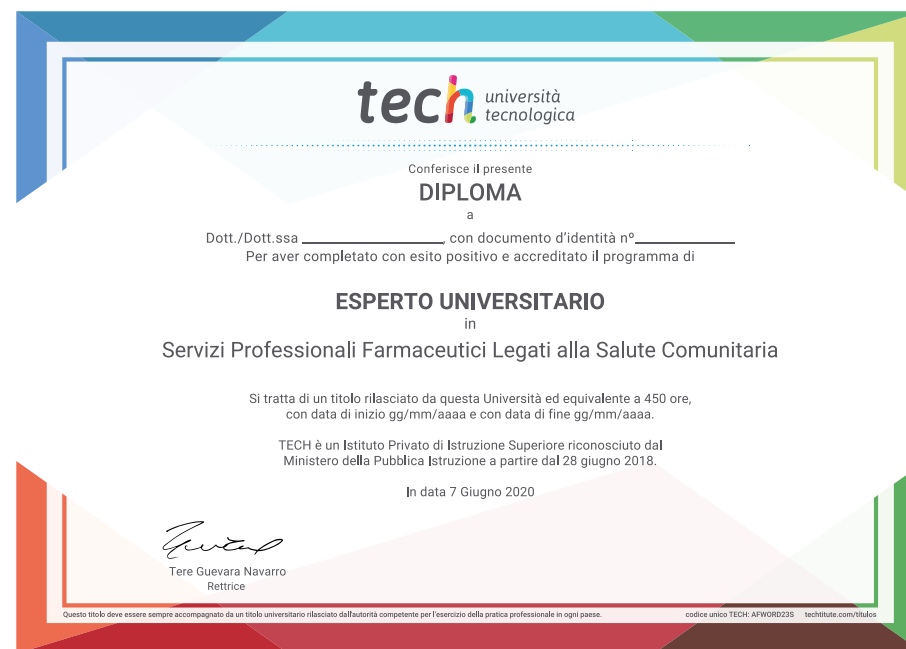 tech università
tecnologica
Conferisce il presente
DIPLOMA
a
Dott./Dott.ssa ________________, con documento d'identità nº____________
Per aver completato con esito positivo e accreditato il programma di
ESPERTO UNIVERSITARIO
in
Servizi Professionali Farmaceutici Legati alla Salute Comunitaria
Si tratta di un titolo rilasciato da questa Università ed equivalente a 450 ore,
con data di inizio gg/mm/aaaa e con data di fine gg/mm/aaaa.
TECH è un Istituto Privato di Istruzione Superiore riconosciuto dal
Ministero della Pubblica Istruzione a partire dal 28 giugno 2018.
In data 7 Giugno 2020
Tere Guevara Navarro
Rettrice
Questo titolo deve essere sempre accompagnato da un titolo universitario rilasciato dall'autorità competente per l'esercizio della pratica professionale in ogni paese. codice unico TECH: AFWORD23S techtitute.com/titulos